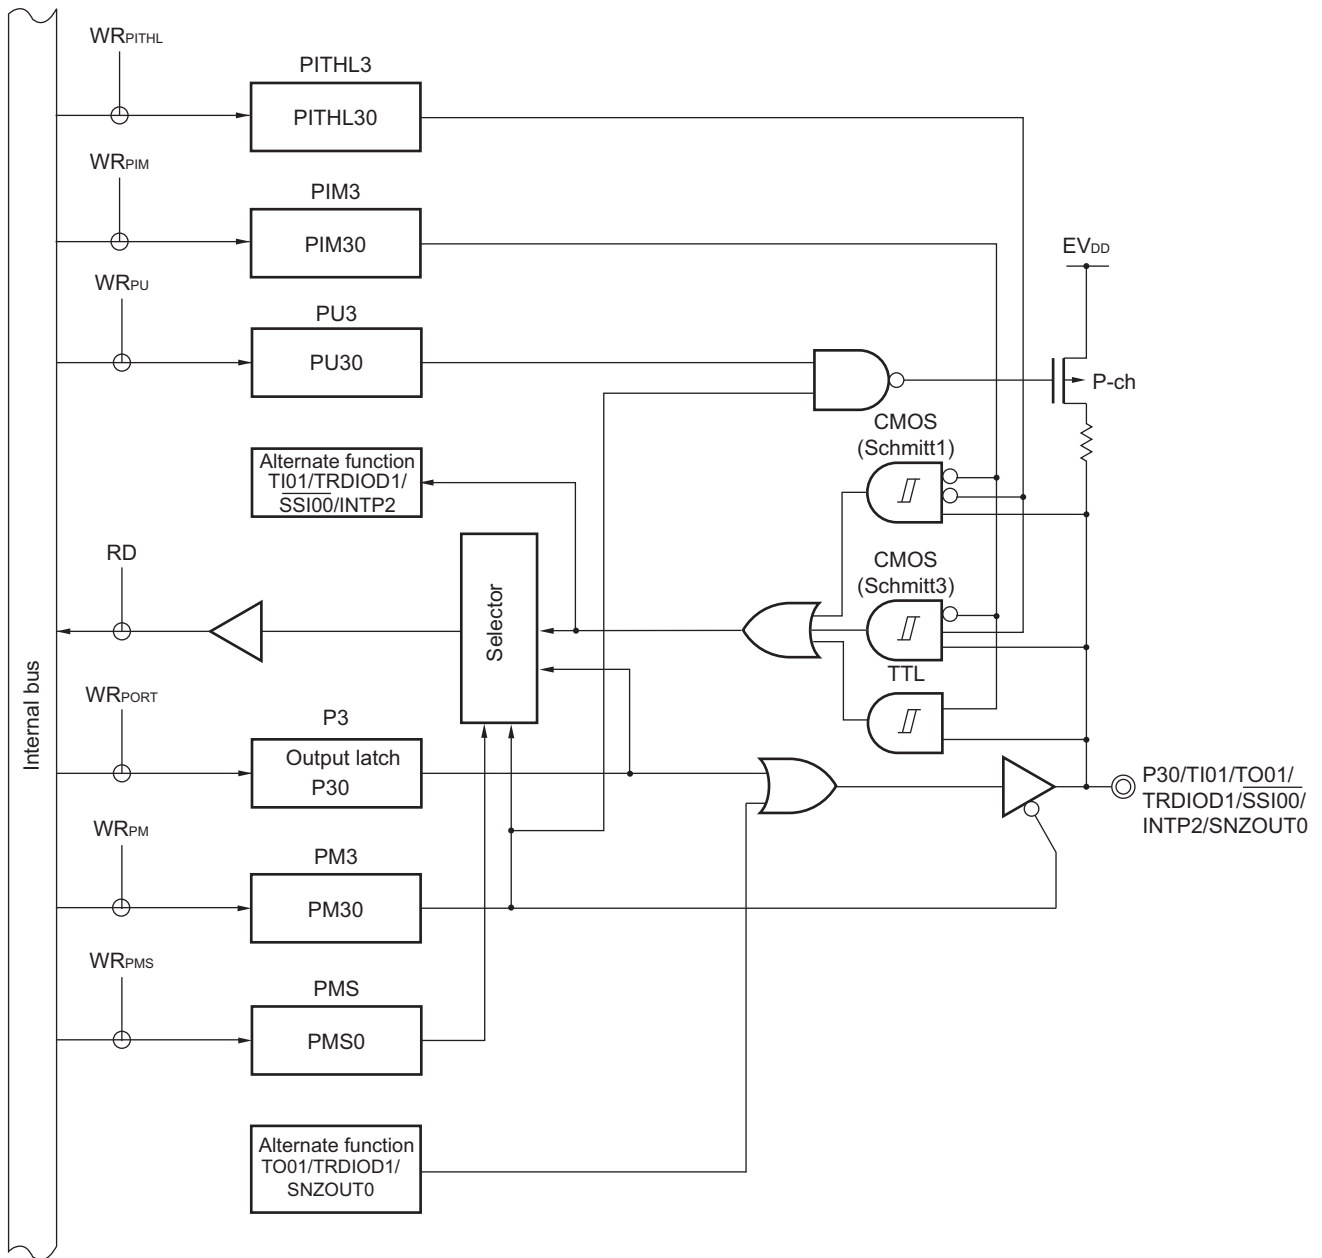 WRPITHL
PITHL3
PITHL30
WRPIM
PIM3
PIM30
EVDD
WRPU
PU3
PU30
P-ch
CMOS
(Schmitt1)
Alternate function
TI01/TRDIOD1/
SSI00/INTP2
RD
Selector
CMOS
(Schmitt3)
TTL
Internal bus
WRPORT
P3
Output latch
P30
P30/TI01/TO01/
TRDIOD1/SSI00/
INTP2/SNZOUT0
WRPM
PM3
PM30
WRPMS
PMS
PMS0
Alternate function
TO01/TRDIOD1/
SNZOUT0